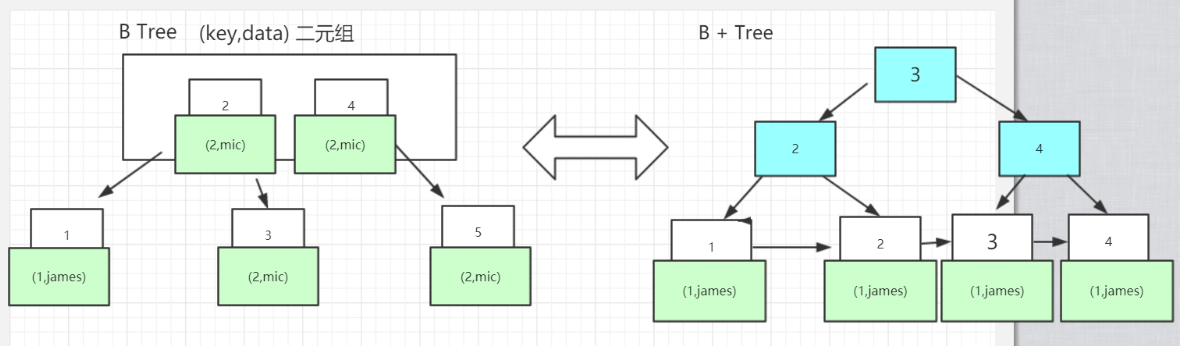 B Tree (key,data) 二元组
2
4
(2,mic)
(2,mic)
1
3
5
(1,james)
(2,mic)
(2,mic)
B + Tree
3
2
4
1
2
3
4
(1,james)
(1,james)
(1,james)
(1,james)